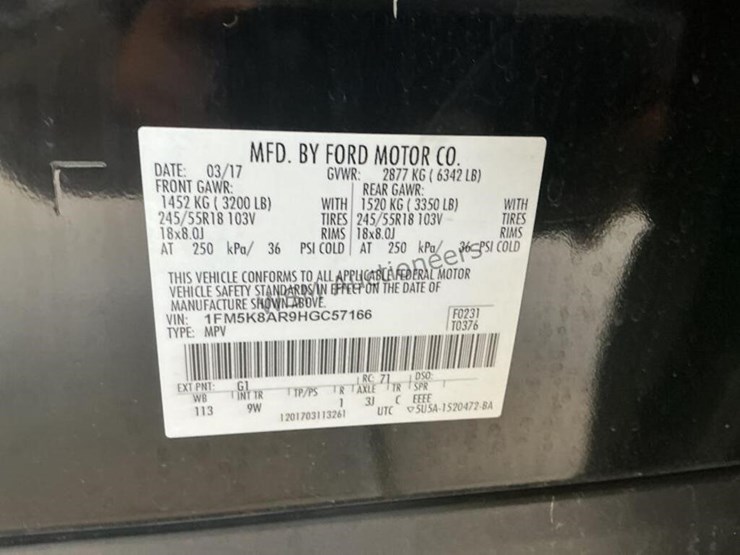 MFD. BY FORD MOTOR CO.
DATE: 03/17 GVWR: 2877 KG ( 6342 LB)
FRONT GAWR: REAR GAWR:
1452 KG ( 3200 LB) WITH 1520 KG ( 3350 LB) WITH
245/55R18 103V TIRES 245/55R18 103V TIRES
18x8.0J RIMS 18x8.0J RIMS
AT 250 kPa/ 36 PSI COLD AT 250 kPa/ 36 PSI COLD
THIS VEHICLE CONFORMS TO ALL APPLICABLE FEDERAL MOTOR
VEHICLE SAFETY STANDARDS IN EFFECT ON THE DATE OF
MANUFACTURE SHOWN ABOVE.
VIN: 1FM5K8AR9HGC57166 F0231
TYPE: MPV T0376
EXT PNT: G1 RC: 71 DSO:
WB INT TR TP/PS R AXLE TR SPR
113 9W 1 3J C EEEE
1201703113261 UTC 5U5A-1520472-BA